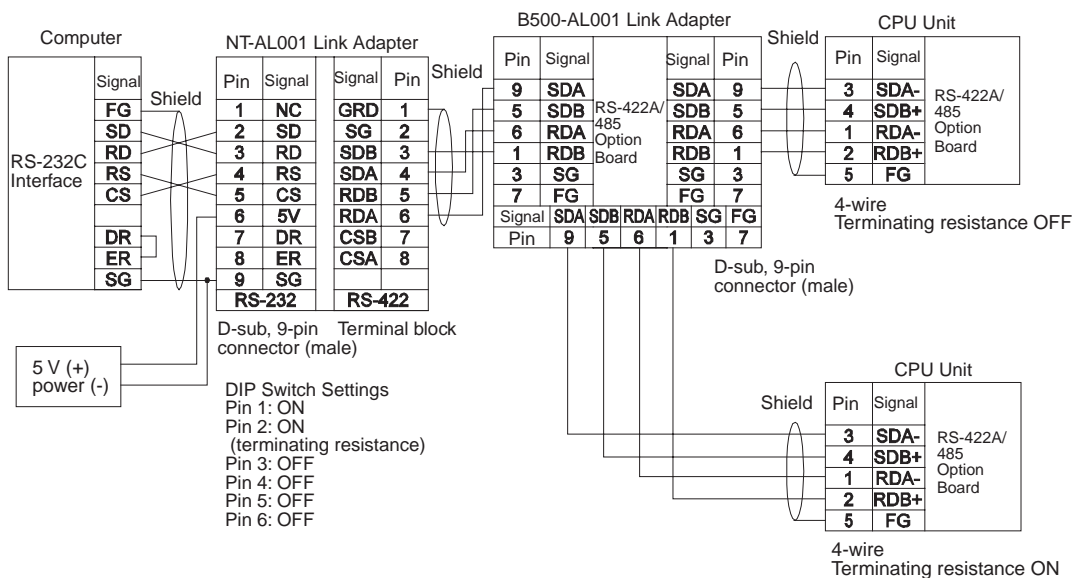 Computer
Signal
FG
SD
RD
RS
CS
DR
ER
SG
RS-232C
Interface
Shield
5 V (+)
power (-)
NT-AL001 Link Adapter
Pin Signal Signal Pin
1 NC GRD 1
2 SD SG 2
3 RD SDB 3
4 RS SDA 4
5 CS RDB 5
6 5V RDA 6
7 DR CSB 7
8 ER CSA 8
9 SG
RS-232 RS-422
D-sub, 9-pin
connector (male)
Terminal block
DIP Switch Settings
Pin 1: ON
Pin 2: ON
(terminating resistance)
Pin 3: OFF
Pin 4: OFF
Pin 5: OFF
Pin 6: OFF
Shield
B500-AL001 Link Adapter
Pin Signal Signal Pin
9 SDA SDA 9
5 SDB SDB 5
6 RDA RDA 6
1 RDB RDB 1
3 SG SG 3
7 FG FG 7
RS-422A/
485
Option
Board
Signal SDA SDB RDA RDB SG FG
Pin 9 5 6 1 3 7
D-sub, 9-pin
connector (male)
Shield
CPU Unit
Pin Signal
3 SDA-
4 SDB+
1 RDA-
2 RDB+
5 FG
RS-422A/
485
Option
Board
4-wire
Terminating resistance OFF
CPU Unit
Shield
Pin Signal
3 SDA-
4 SDB+
1 RDA-
2 RDB+
5 FG
RS-422A/
485
Option
Board
4-wire
Terminating resistance ON